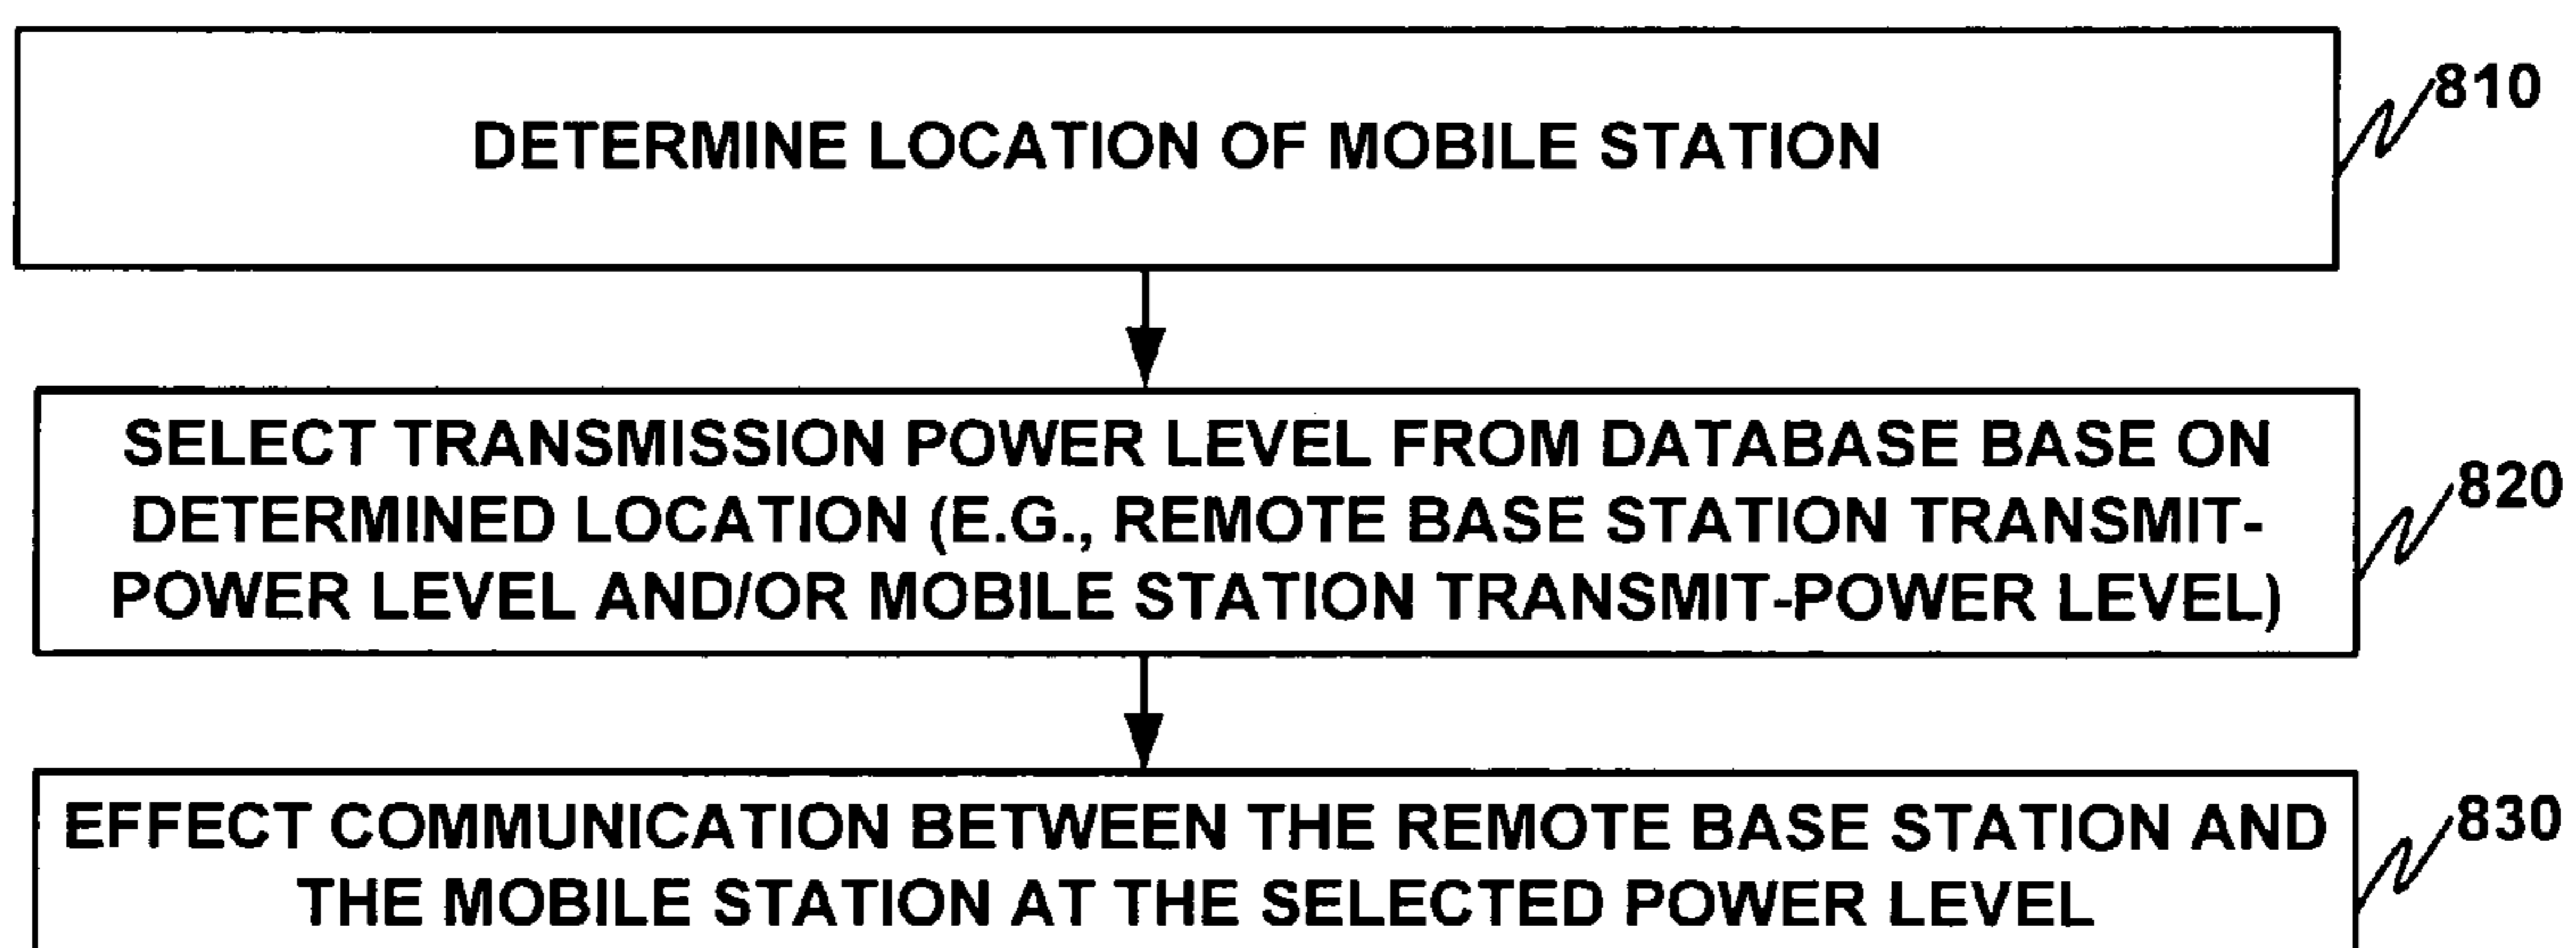 DETERMINE LOCATION OF MOBILE STATION
810
SELECT TRANSMISSION POWER LEVEL FROM DATABASE BASE ON
DETERMINED LOCATION (E.G., REMOTE BASE STATION TRANSMIT-
POWER LEVEL AND/OR MOBILE STATION TRANSMIT-POWER LEVEL)
820
EFFECT COMMUNICATION BETWEEN THE REMOTE BASE STATION AND
THE MOBILE STATION AT THE SELECTED POWER LEVEL
830